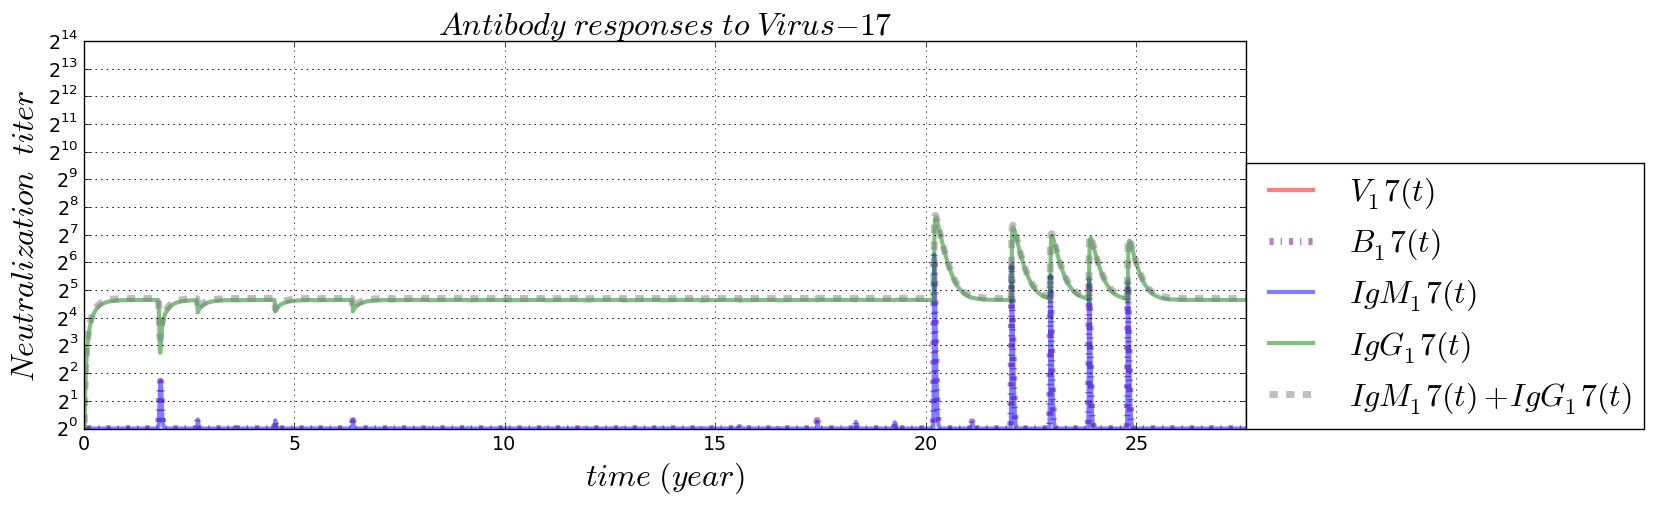 Antibody responses to Virus−17
Neutralization titer
2^14
2^13
2^12
2^11
2^10
2^9
2^8
2^7
2^6
2^5
2^4
2^3
2^2
2^1
2^0
0 5 10 15 20 25
time (year)
V_1 7(t)
B_1 7(t)
IgM_1 7(t)
IgG_1 7(t)
IgM_1 7(t) + IgG_1 7(t)